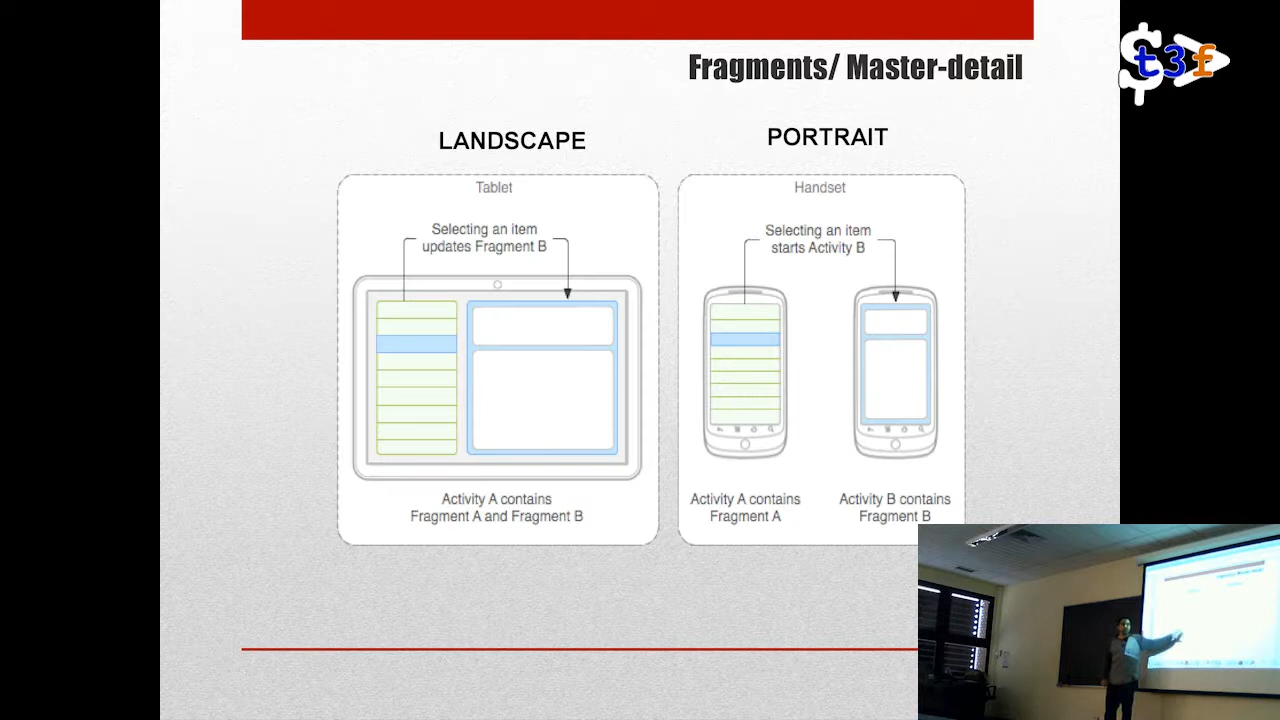 Fragments/ Master-detail
$t3f
LANDSCAPE
PORTRAIT
Tablet
Selecting an item
updates Fragment B
Activity A contains
Fragment A and Fragment B
Handset
Selecting an item
starts Activity B
Activity A contains
Fragment A
Activity B contains
Fragment B